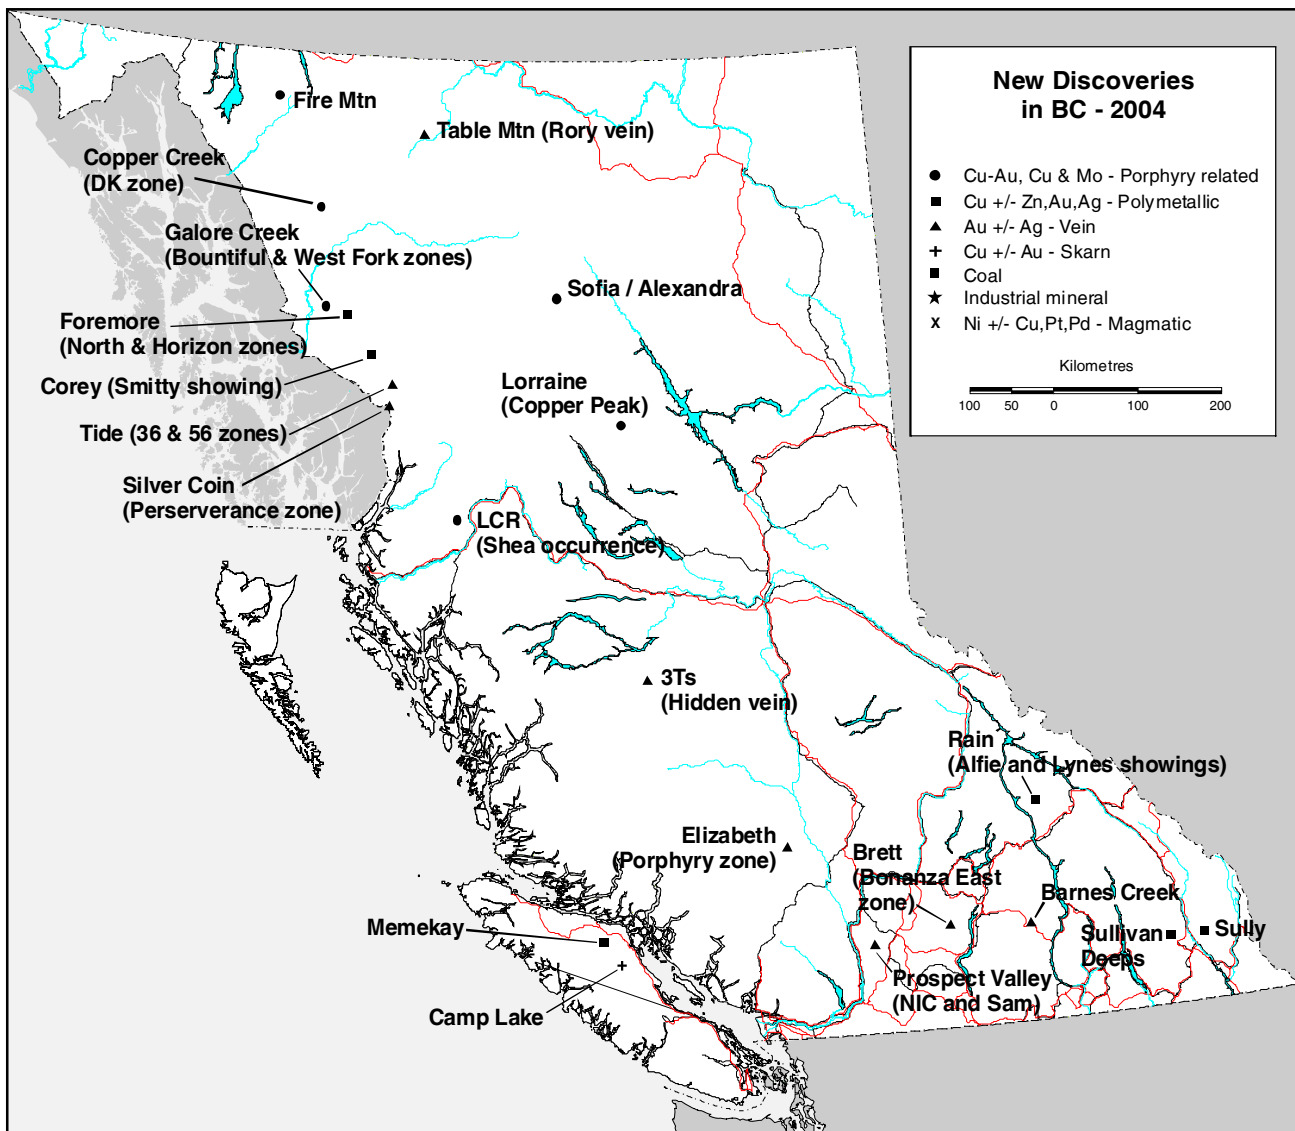 New Discoveries
in BC - 2004
Cu-Au, Cu & Mo - Porphyry related
Cu +/- Zn,Au,Ag - Polymetallic
Au +/- Ag - Vein
Cu +/- Au - Skarn
Coal
Industrial mineral
x Ni +/- Cu,Pt,Pd - Magmatic
Kilometres
100 50 0 100 200
Fire Mtn
Table Mtn (Rory vein)
Copper Creek
(DK zone)
Galore Creek
(Bountiful & West Fork zones)
Sofia / Alexandra
Foremore
(North & Horizon zones)
Corey (Smitty showing)
Lorraine
(Copper Peak)
Tide (36 & 56 zones)
Silver Coin
(Perserverance zone)
LCR
(Shea occurrence)
3Ts
(Hidden vein)
Rain
(Alfie and Lynes showings)
Elizabeth
(Porphyry zone)
Brett
(Bonanza East
zone)
Barnes Creek
Memekay
Sullivan
Deeps
Sully
Prospect Valley
(NIC and Sam)
Camp Lake